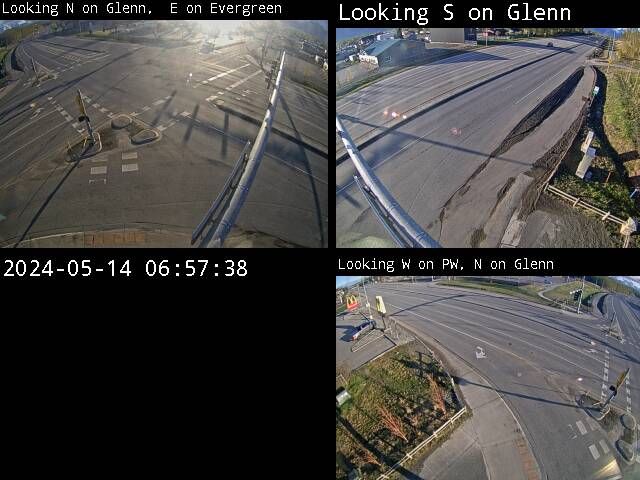 Looking N on Glenn, E on Evergreen
Looking S on Glenn
2024-05-14 06:57:38
Looking W on PW, N on Glenn